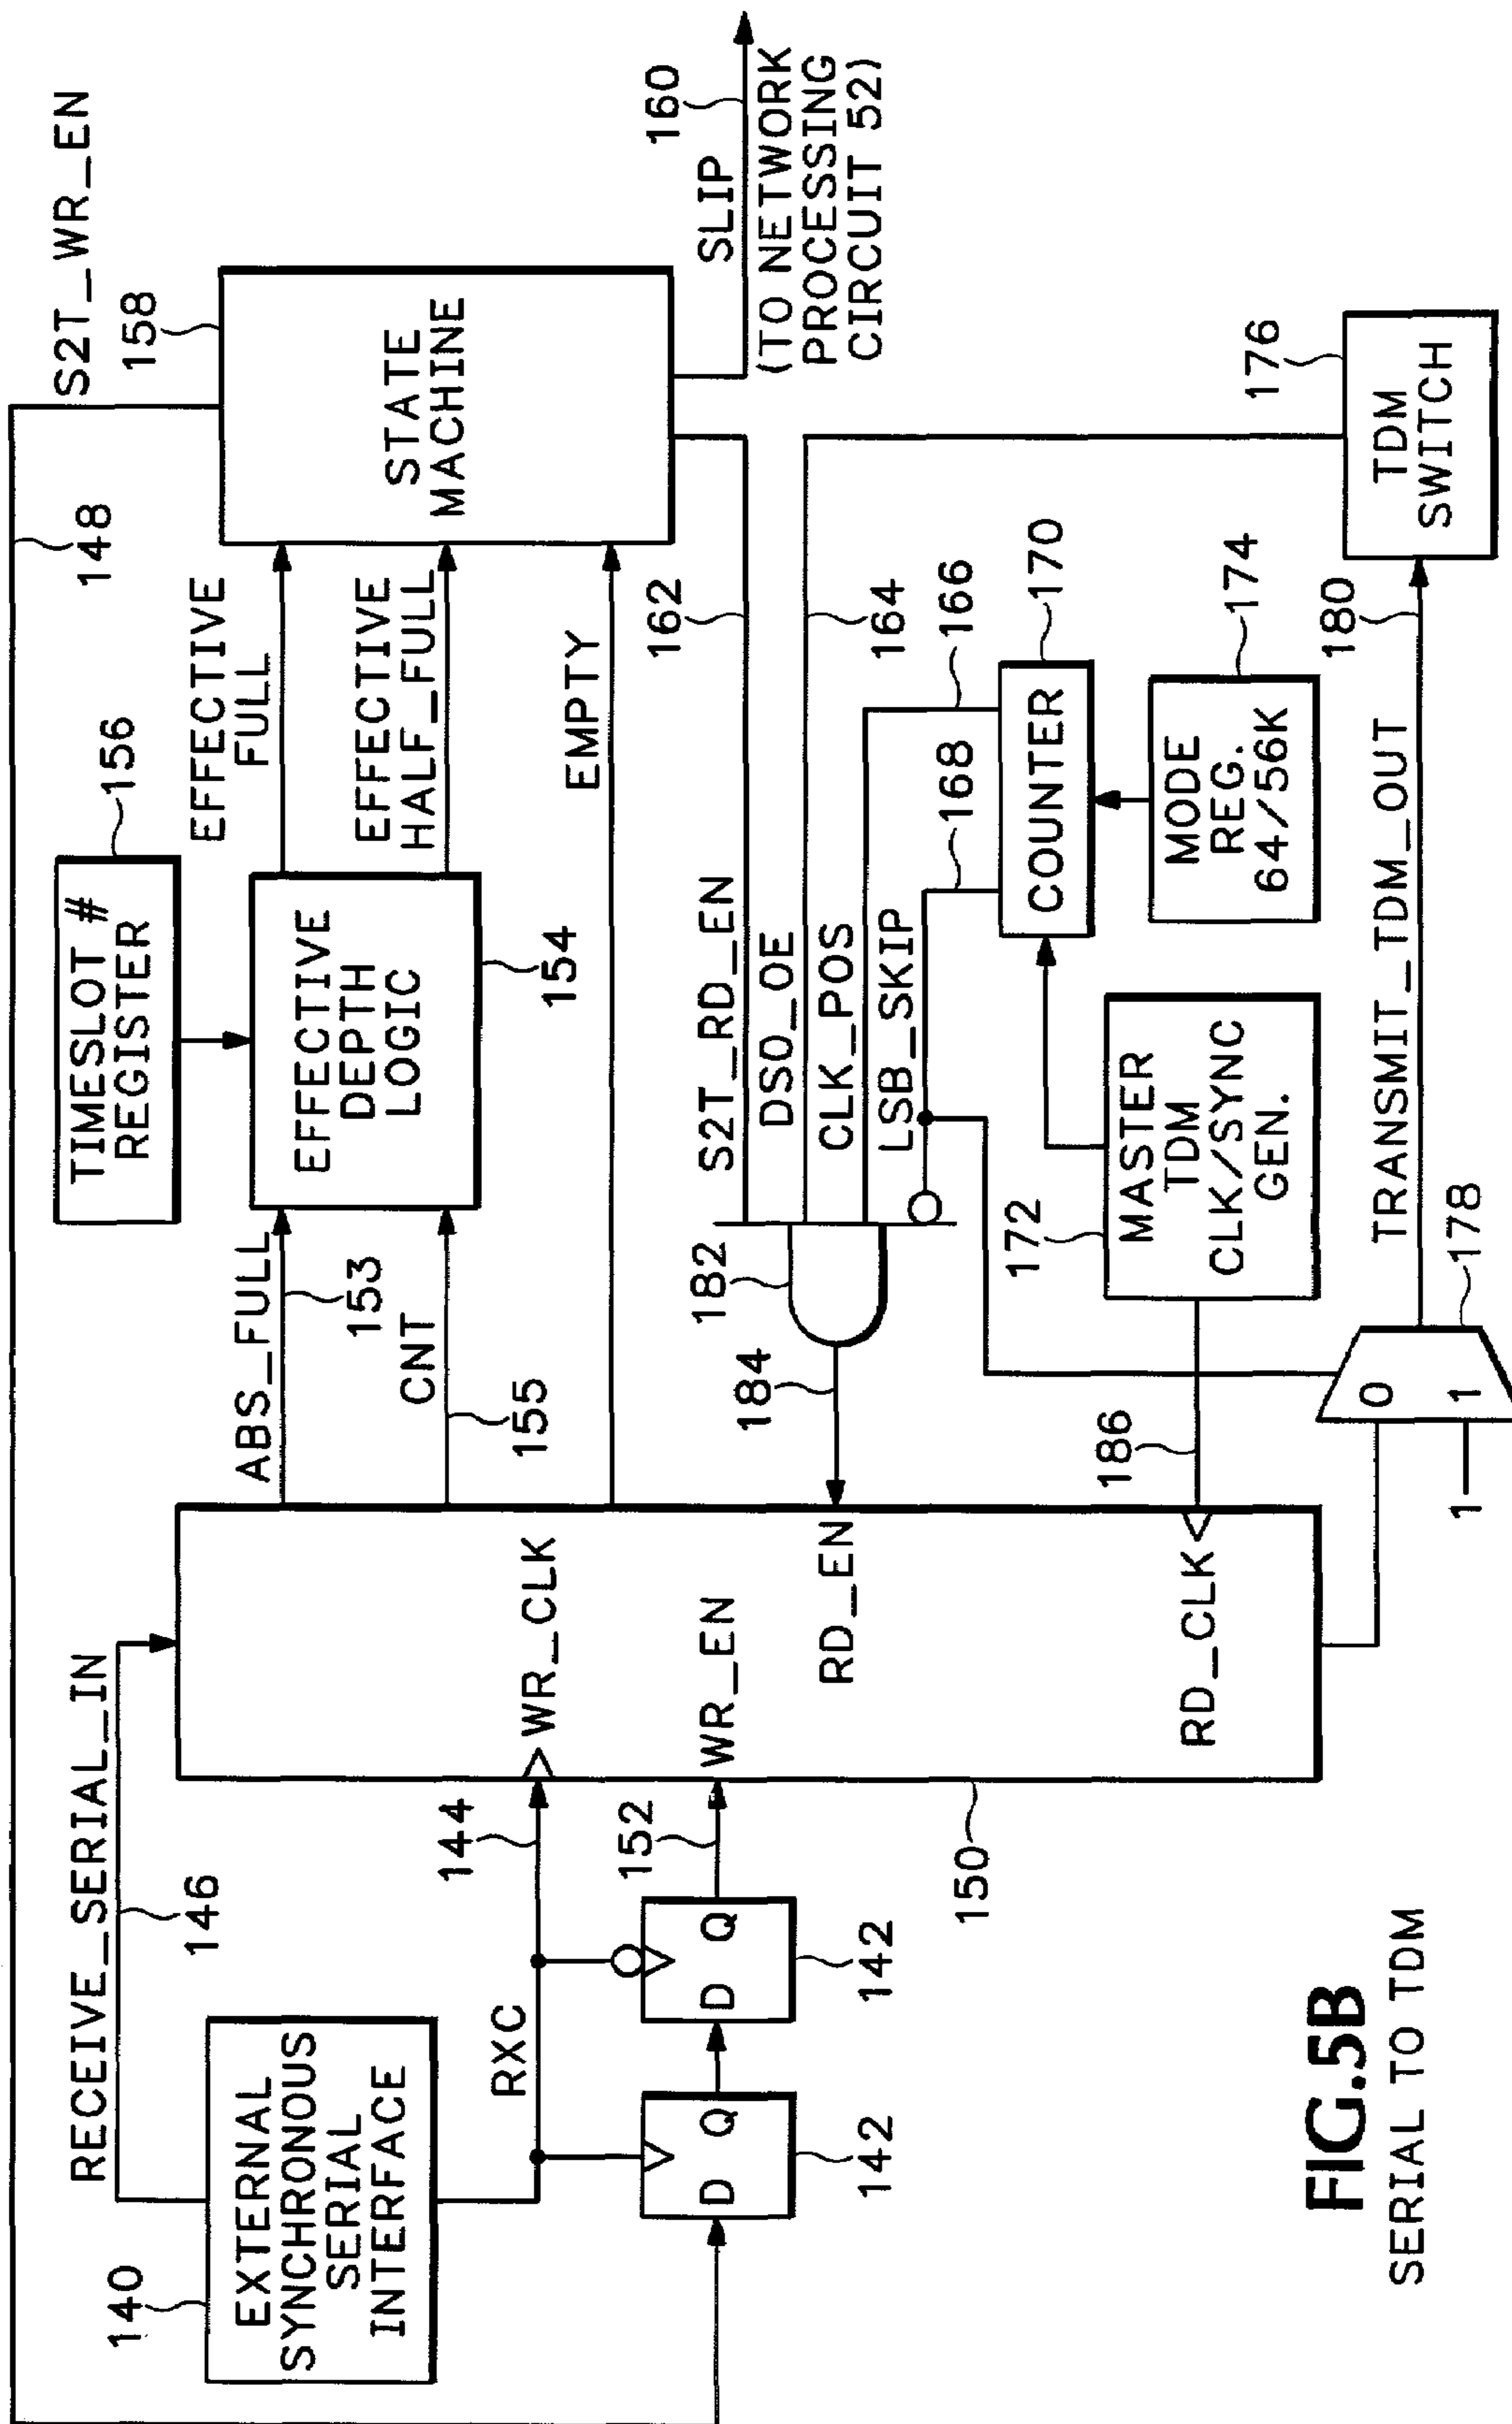 S2T_WR_EN
148
RECEIVE_SERIAL_IN
146
140
EXTERNAL
SYNCHRONOUS
SERIAL
INTERFACE
RXC
144
D Q
142
D Q
142
152
WR_CLK
WR_EN
RD_EN
RD_CLK
150
ABS_FULL
153
CNT
155
TIMESLOT #
REGISTER
156
EFFECTIVE
DEPTH
LOGIC
154
EFFECTIVE
FULL
EFFECTIVE
HALF_FULL
EMPTY
158
STATE
MACHINE
160
SLIP
(TO NETWORK
PROCESSING
CIRCUIT 52)
162
S2T_RD_EN
DSO_OE
164
CLK_POS
166
LSB_SKIP
168
182
184
COUNTER
170
172
MASTER
TDM
CLK/SYNC
GEN.
MODE
REG.
64/56K
174
186
176
TDM
SWITCH
180
TRANSMIT_TDM_OUT
0
1
1
178
FIG.5B
SERIAL TO TDM